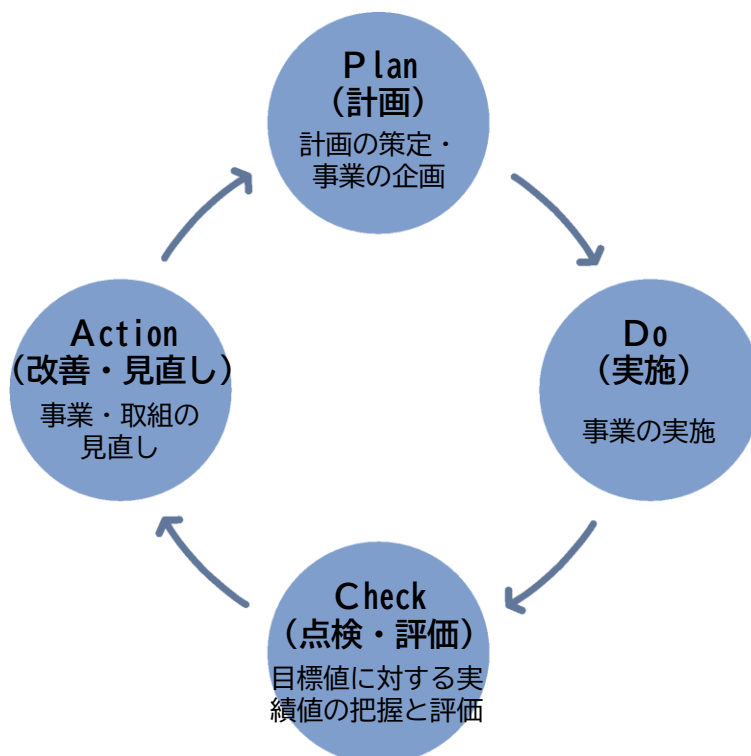 Plan
（計画）
計画の策定・
事業の企画
Do
（実施）
事業の実施
Check
（点検・評価）
目標値に対する実
績値の把握と評価
Action
（改善・見直し）
事業・取組の
見直し